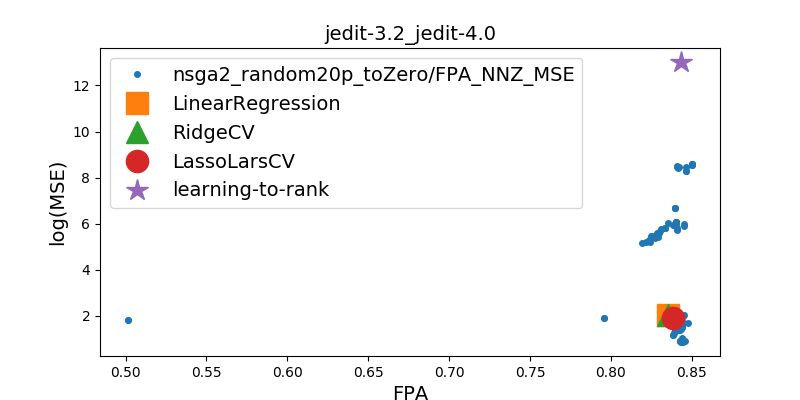 jedit-3.2_jedit-4.0
nsga2_random20p_toZero/FPA_NNZ_MSE
LinearRegression
RidgeCV
LassoLarsCV
learning-to-rank
log(MSE)
12
10
8
6
4
2
0.50 0.55 0.60 0.65 0.70 0.75 0.80 0.85
FPA